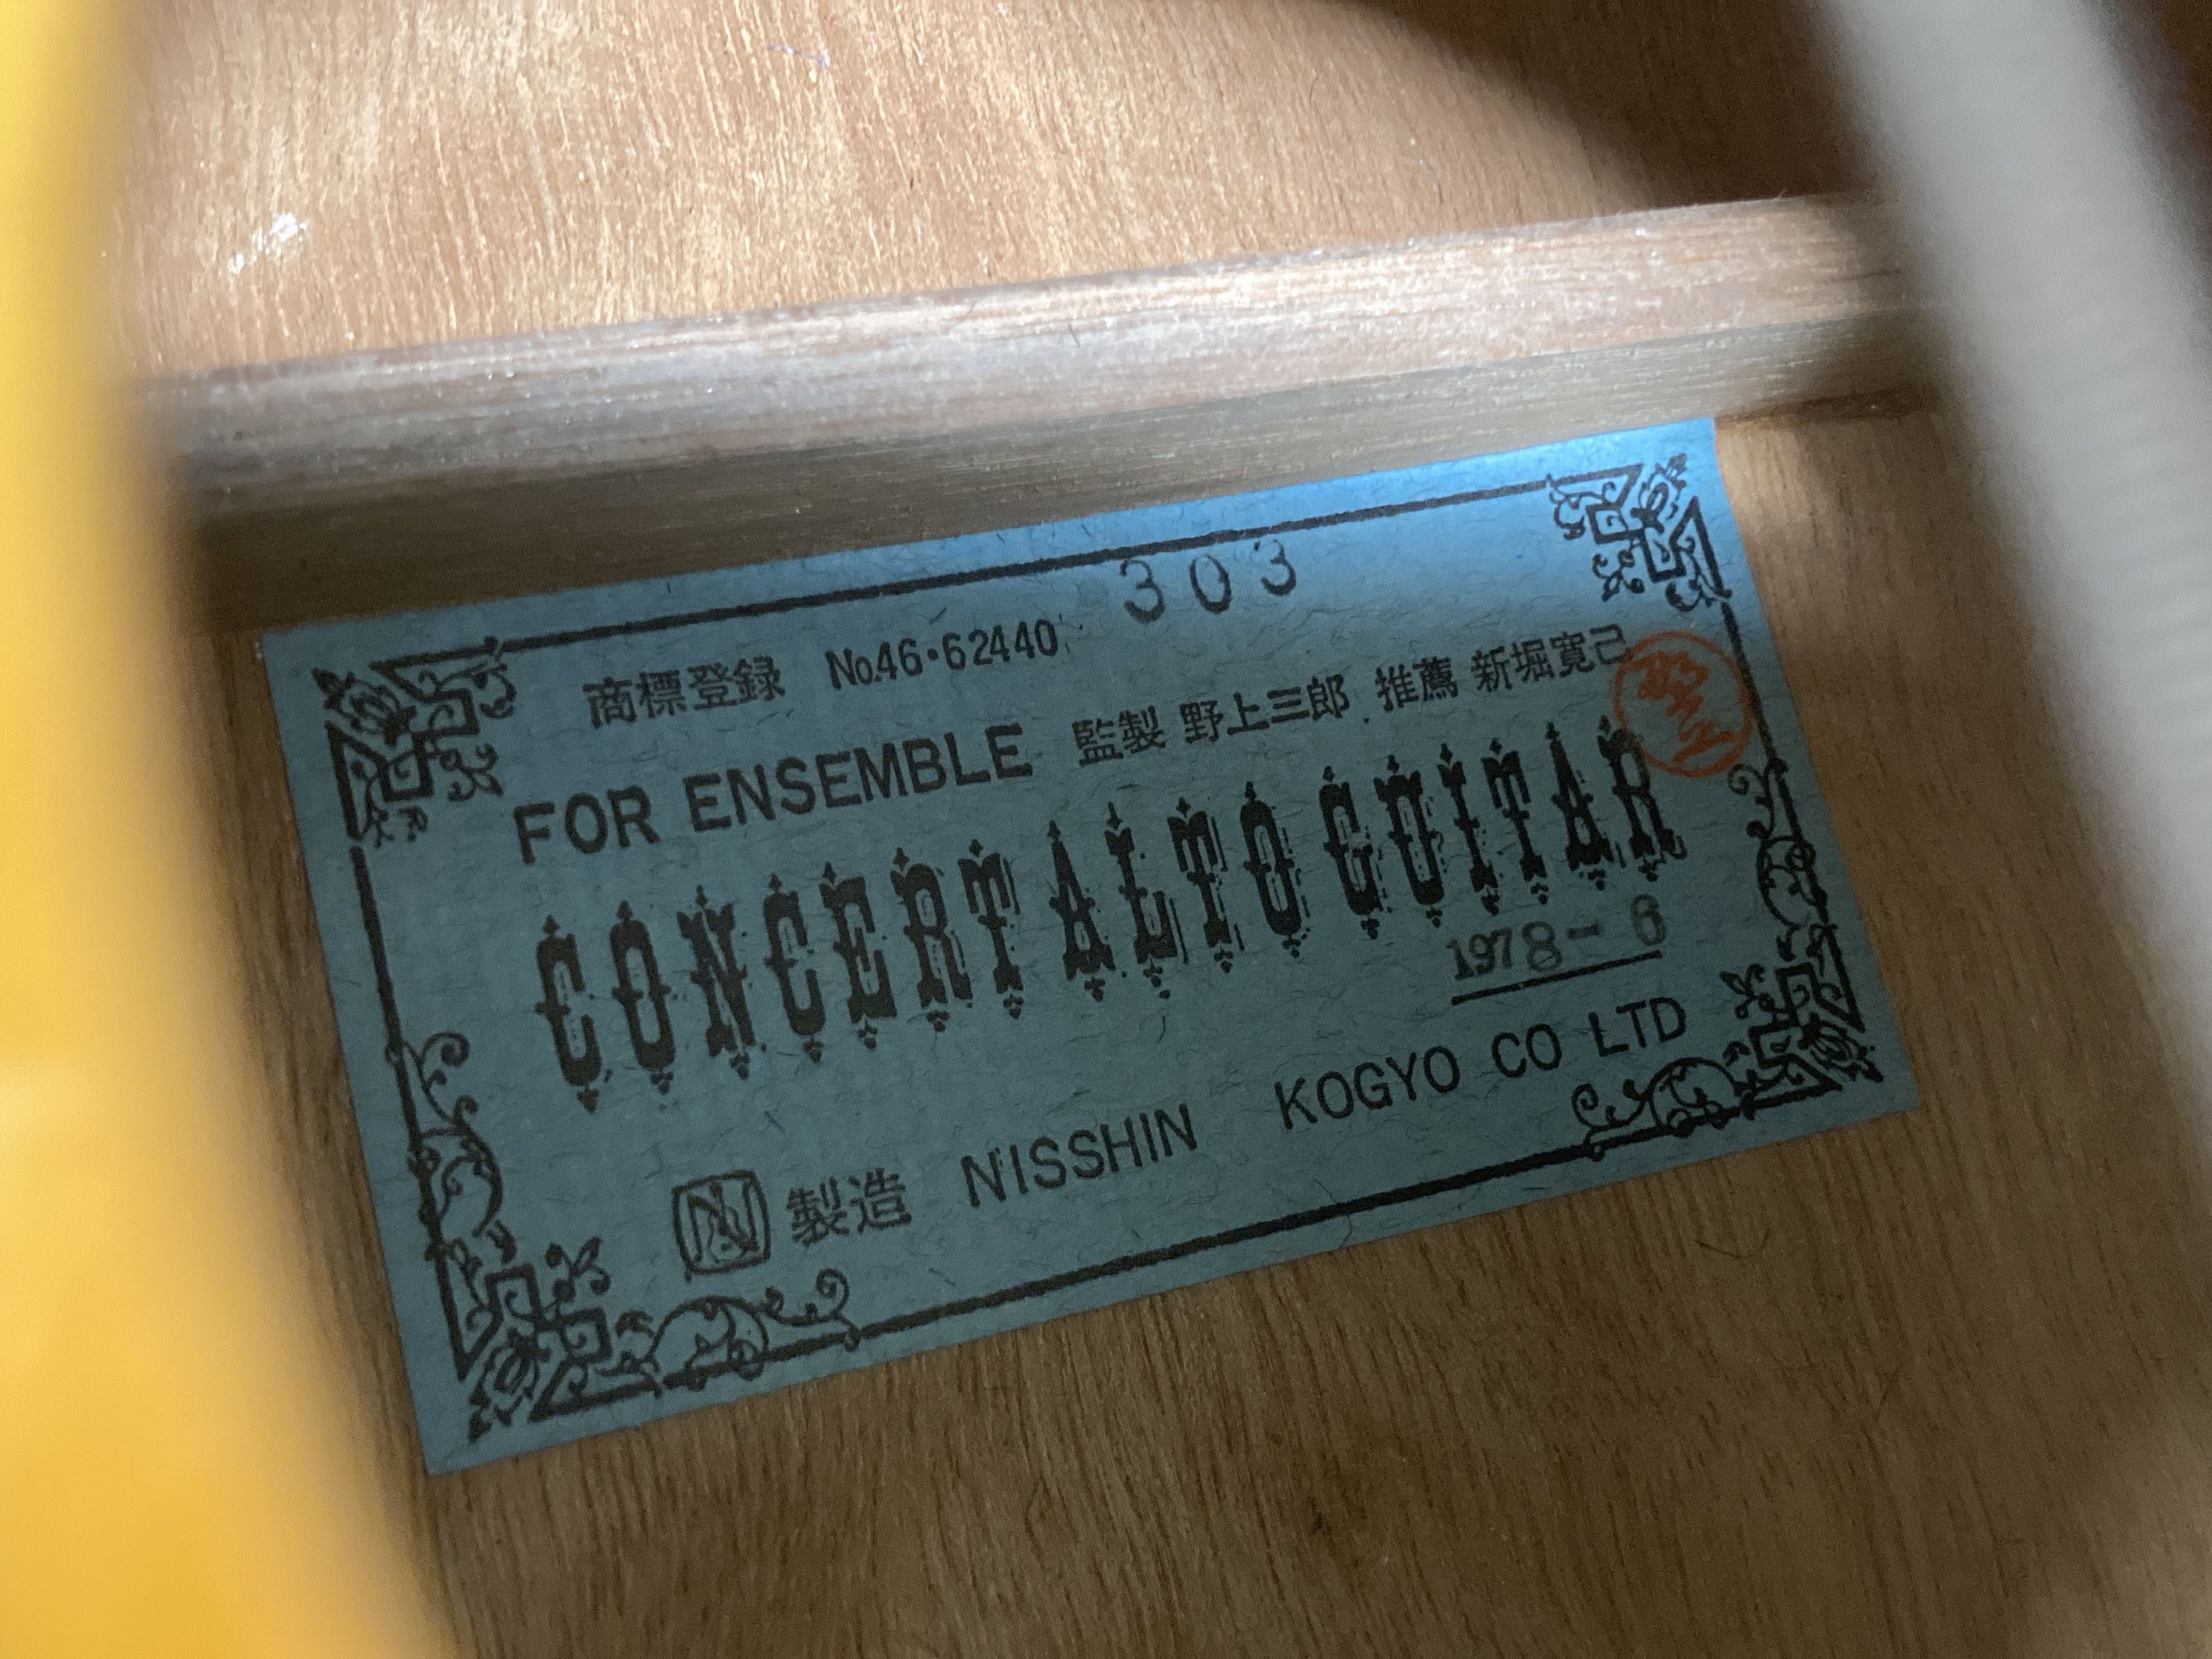 303
商標登録 No.46・62440
FOR ENSEMBLE 監製 野上三郎 . 推薦 新堀寛己
CONCERT ALTO GUITAR
1978-6
製造 NISSHIN KOGYO CO LTD